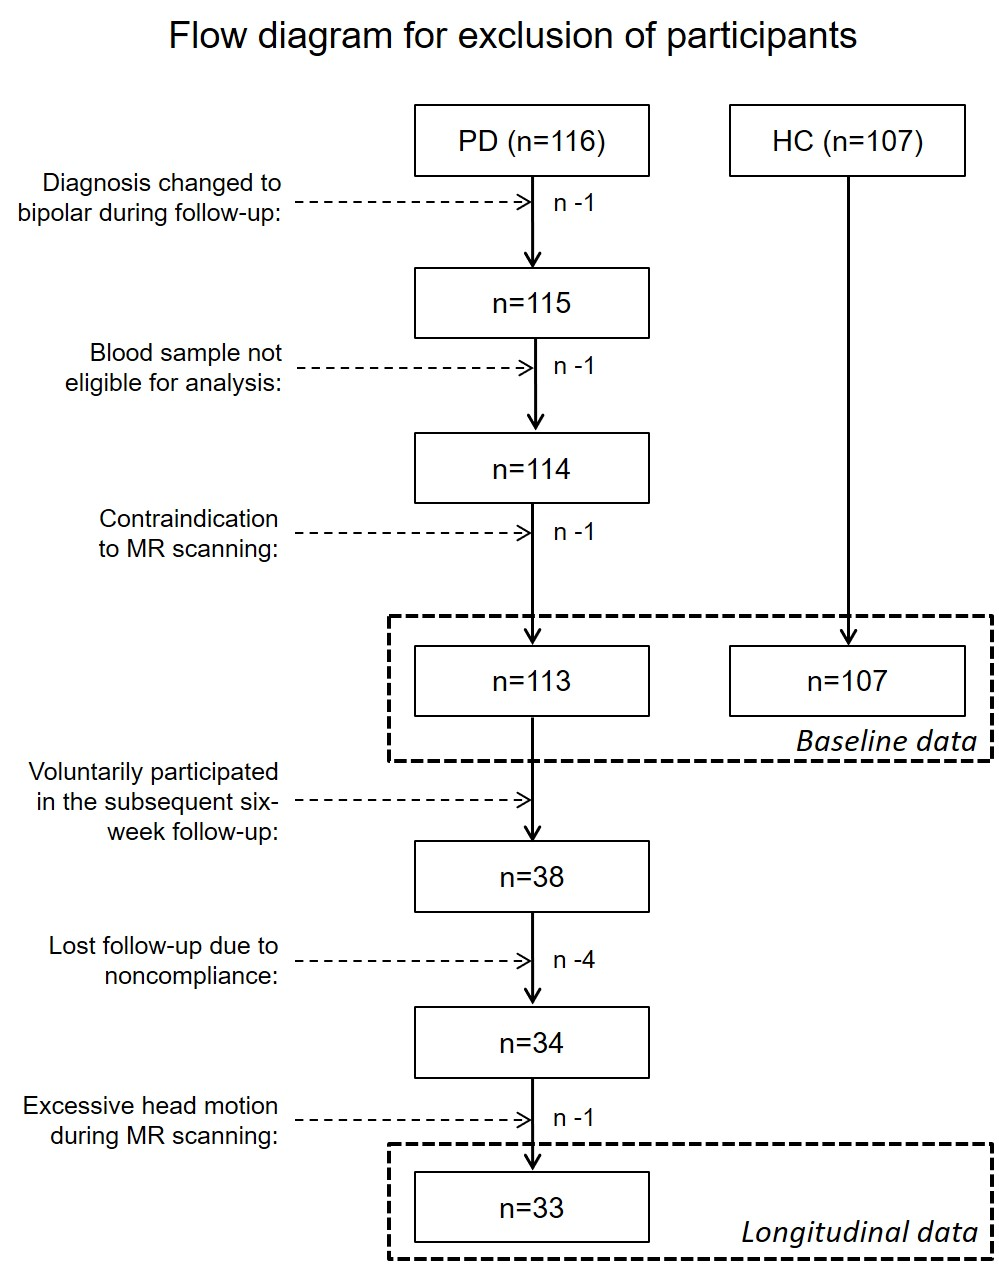 Flow diagram for exclusion of participants
PD (n=116)
HC (n=107)
Diagnosis changed to
bipolar during follow-up:
n -1
n=115
Blood sample not
eligible for analysis:
n -1
n=114
Contraindication
to MR scanning:
n -1
n=113
n=107
Baseline data
Voluntarily participated
in the subsequent six-
week follow-up:
n=38
Lost follow-up due to
noncompliance:
n -4
n=34
Excessive head motion
during MR scanning:
n -1
n=33
Longitudinal data